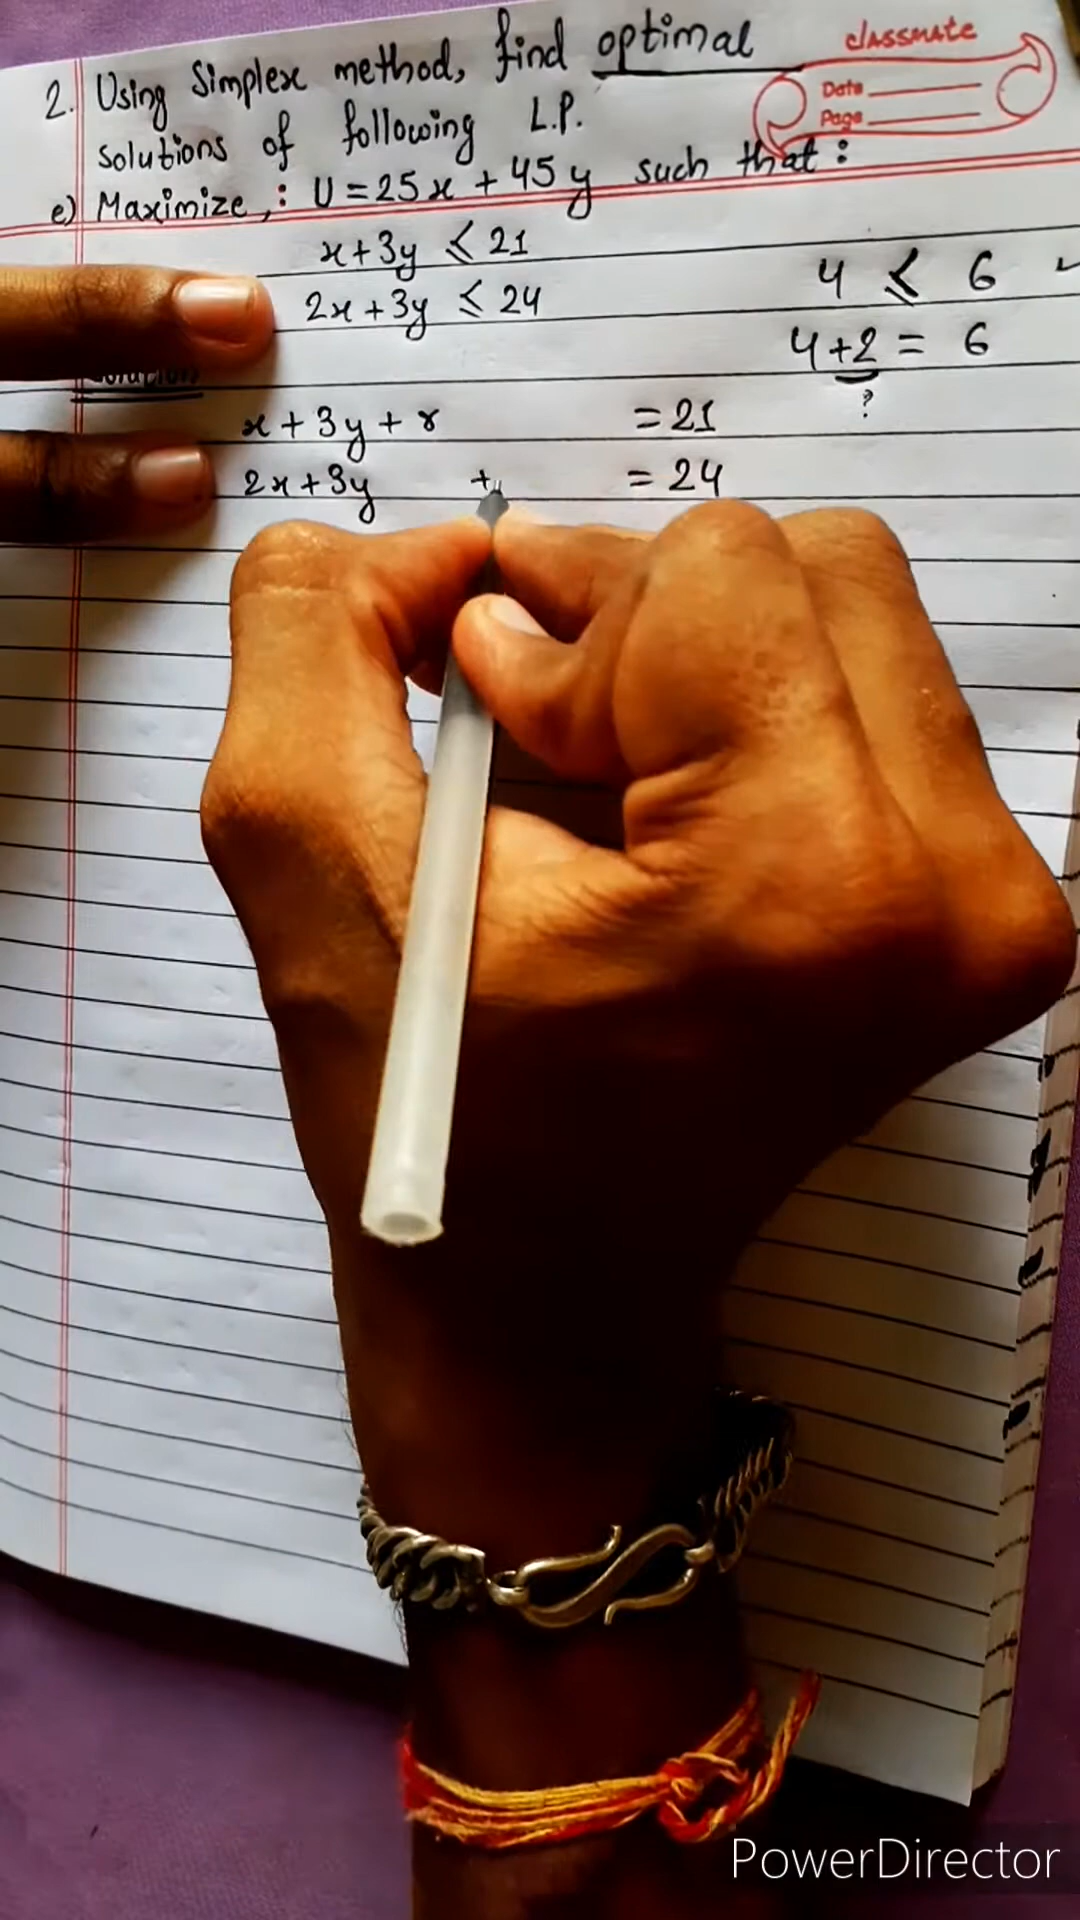 classmate
Date
Page
2. Using Simplex method, find optimal
solutions of following L.P.
e) Maximize,: U = 25x + 45y such that :
x + 3y ≤ 21
2x + 3y ≤ 24
4 ≤ 6
4 + 2 = 6
?
Solution
x + 3y + r = 21
2x + 3y + = 24
PowerDirector